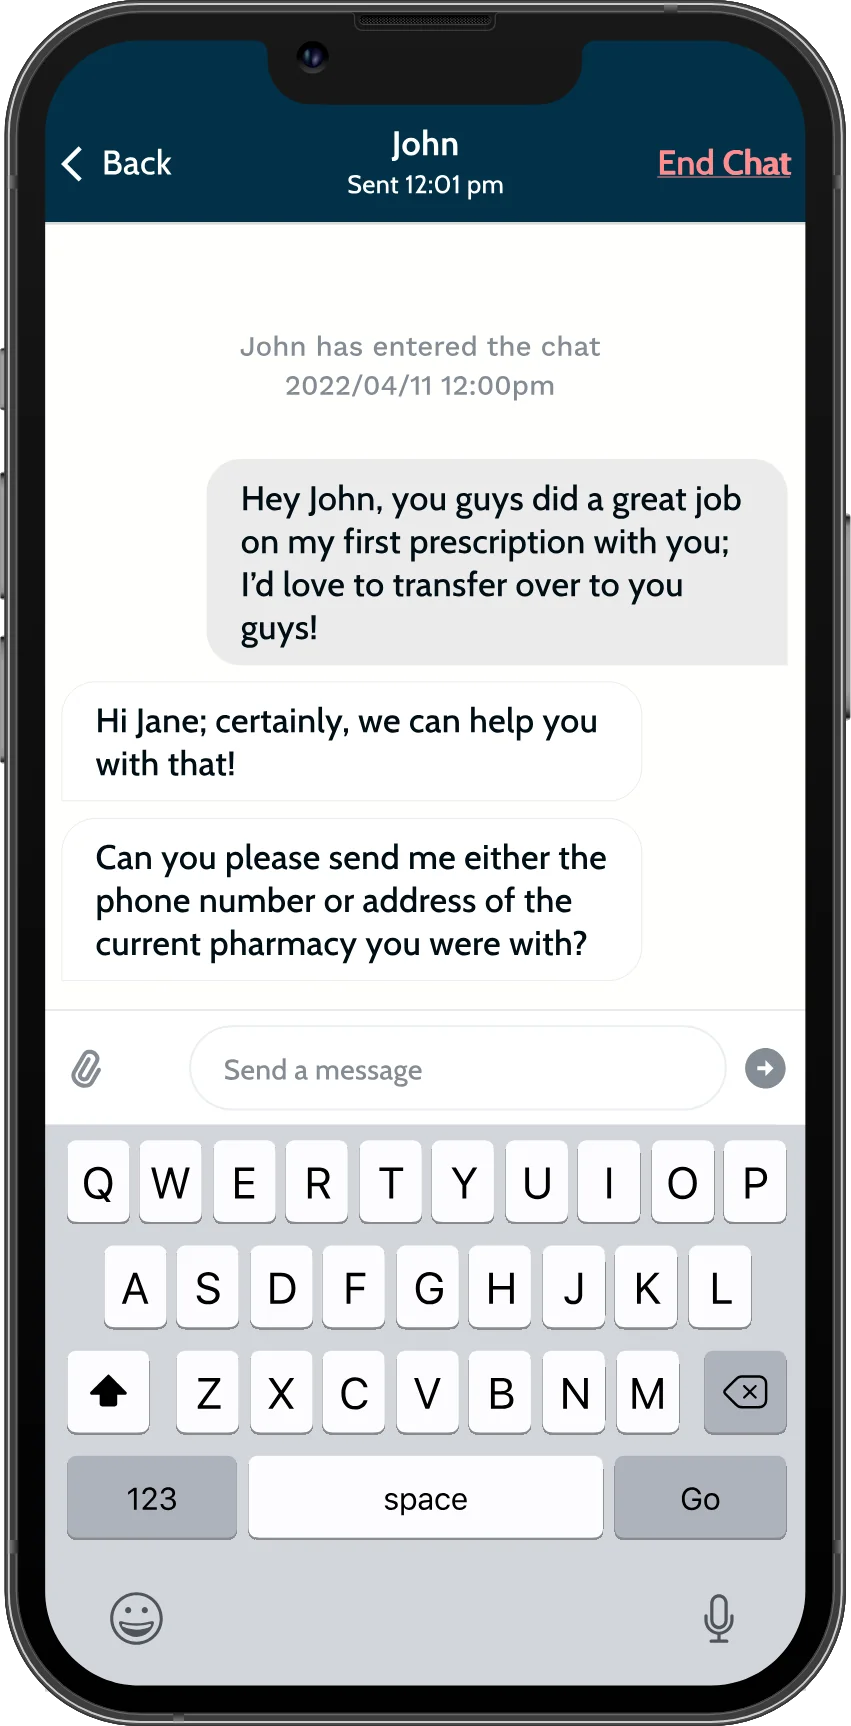 Back
John
Sent 12:01 pm
End Chat
John has entered the chat
2022/04/11 12:00pm
Hey John, you guys did a great job
on my first prescription with you;
I'd love to transfer over to you
guys!
Hi Jane; certainly, we can help you
with that!
Can you please send me either the
phone number or address of the
current pharmacy you were with?
Send a message
Q W E R T Y U I O P
A S D F G H J K L
Z X C V B N M
123 space Go